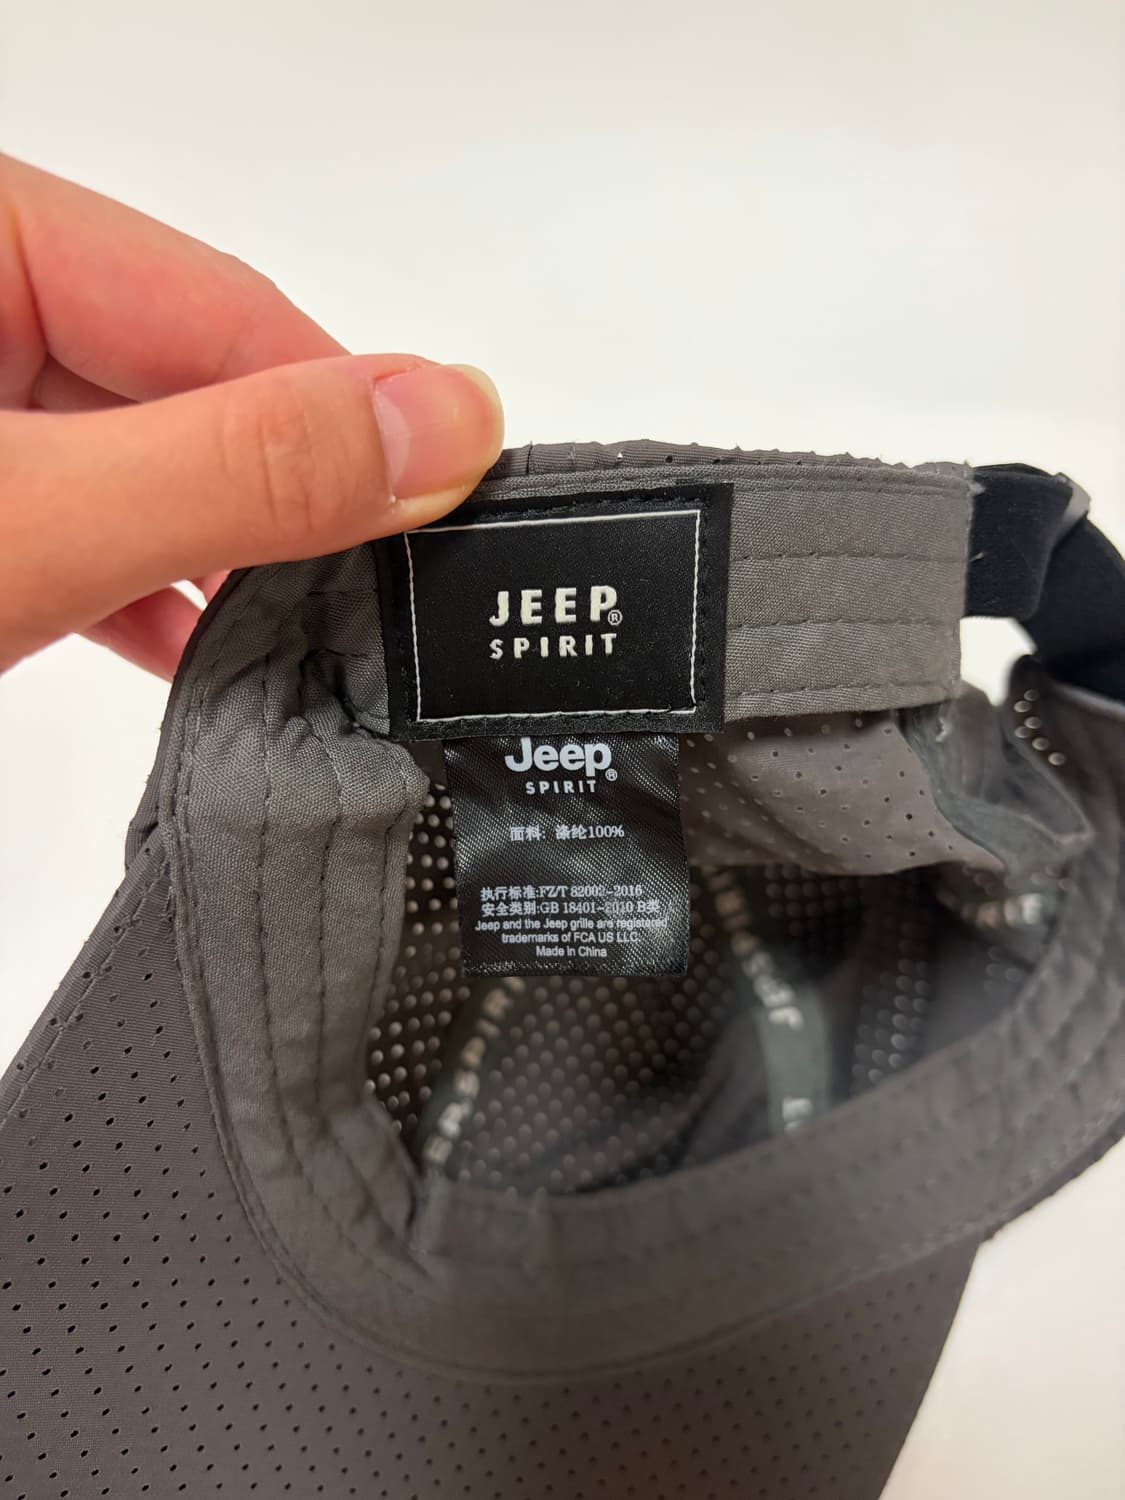 JEEP®
SPIRIT
Jeep®
SPIRIT
面料: 涤纶100%
执行标准:FZ/T 82002-2016
安全类别:GB 18401-2010 B类
Jeep and the Jeep grille are registered
trademarks of FCA US LLC.
Made in China